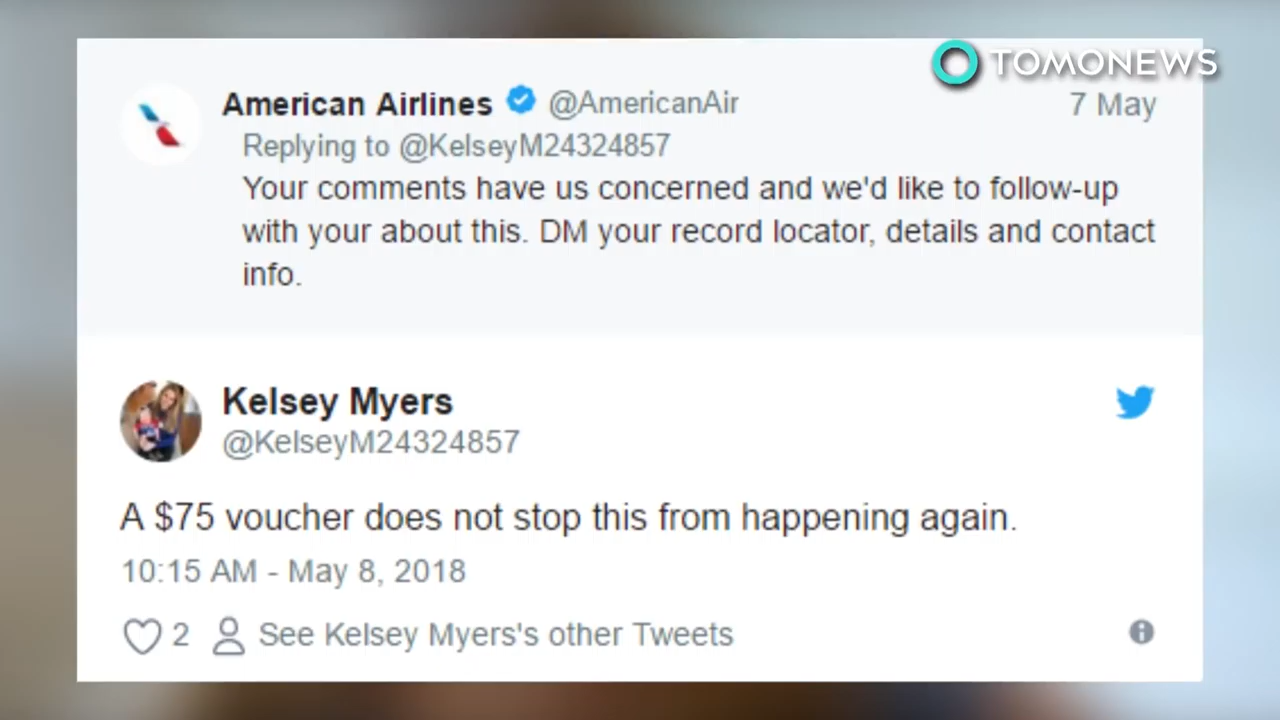 TOMONEWS
American Airlines @AmericanAir 7 May
Replying to @KelseyM24324857
Your comments have us concerned and we'd like to follow-up
with your about this. DM your record locator, details and contact
info.
Kelsey Myers
@KelseyM24324857
A $75 voucher does not stop this from happening again.
10:15 AM - May 8, 2018
2 See Kelsey Myers's other Tweets